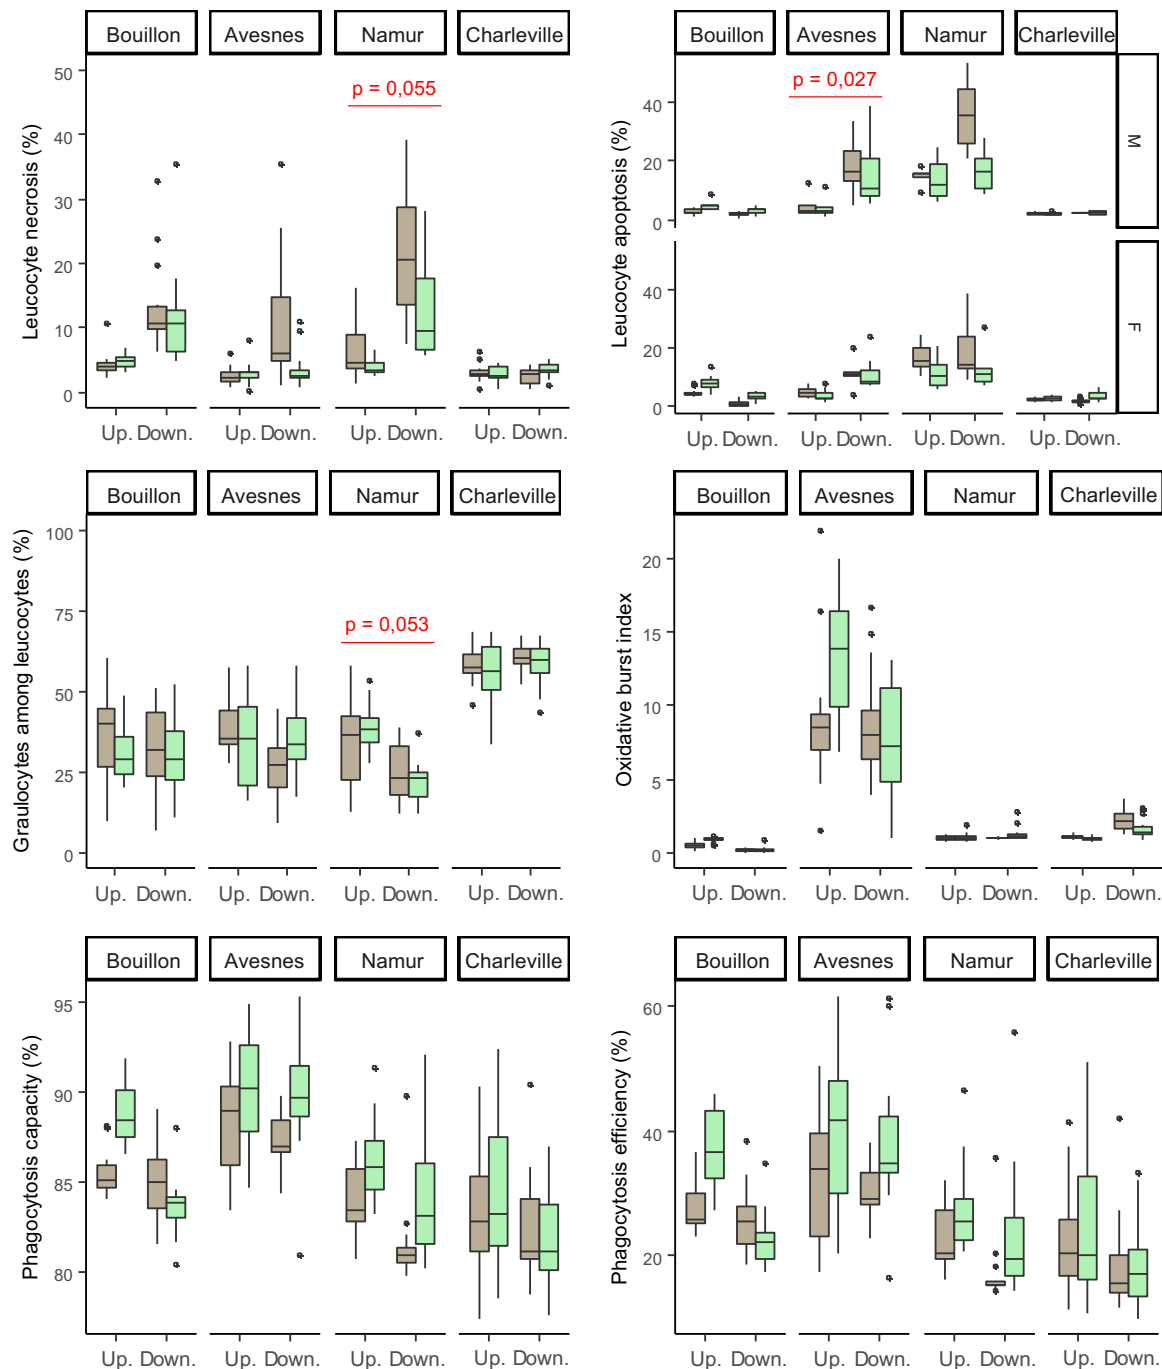 Bouillon Avesnes Namur Charleville
Leucocyte necrosis (%)
50
40
30
20
10
0
p = 0,055
Up. Down. Up. Down. Up. Down. Up. Down.
Bouillon Avesnes Namur Charleville
Leucocyte apoptosis (%)
40
20
0
p = 0,027
M
40
20
0
F
Up. Down. Up. Down. Up. Down. Up. Down.
Bouillon Avesnes Namur Charleville
Graulocytes among leucocytes (%)
100
75
50
25
0
p = 0,053
Up. Down. Up. Down. Up. Down. Up. Down.
Bouillon Avesnes Namur Charleville
Oxidative burst index
20
15
10
5
0
Up. Down. Up. Down. Up. Down. Up. Down.
Bouillon Avesnes Namur Charleville
Phagocytosis capacity (%)
95
90
85
80
Up. Down. Up. Down. Up. Down. Up. Down.
Bouillon Avesnes Namur Charleville
Phagocytosis efficiency (%)
60
40
20
Up. Down. Up. Down. Up. Down. Up. Down.